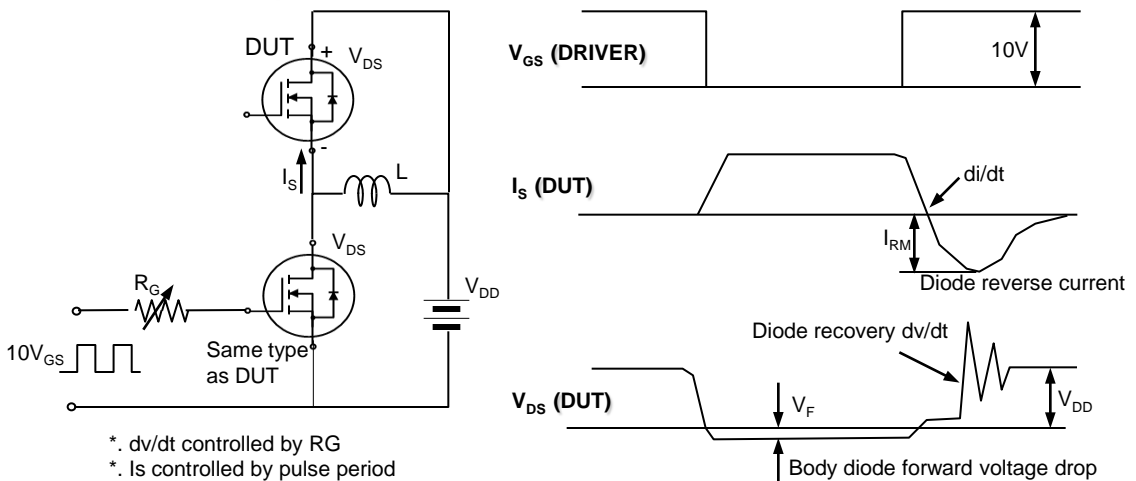 DUT
+
V_DS
-
I_S
L
V_DS
R_G
V_DD
10V_GS
Same type
as DUT
*. dv/dt controlled by RG
*. Is controlled by pulse period
V_GS (DRIVER)
10V
I_S (DUT)
di/dt
I_RM
Diode reverse current
Diode recovery dv/dt
V_DS (DUT)
V_F
V_DD
Body diode forward voltage drop